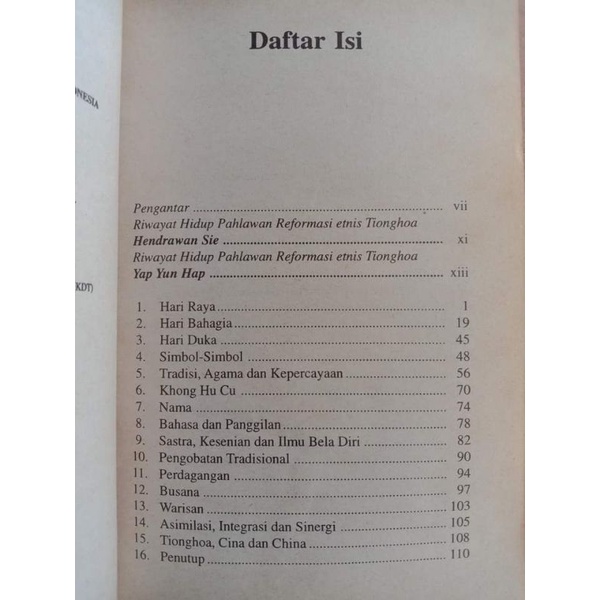 Daftar Isi
ONESIA
KDT)
Pengantar ........ vii
Riwayat Hidup Pahlawan Reformasi etnis Tionghoa
Hendrawan Sie ........ xi
Riwayat Hidup Pahlawan Reformasi etnis Tionghoa
Yap Yun Hap ........ xiii
1. Hari Raya ........ 1
2. Hari Bahagia ........ 19
3. Hari Duka ........ 45
4. Simbol-Simbol ........ 48
5. Tradisi, Agama dan Kepercayaan ........ 56
6. Khong Hu Cu ........ 70
7. Nama ........ 74
8. Bahasa dan Panggilan ........ 78
9. Sastra, Kesenian dan Ilmu Bela Diri ........ 82
10. Pengobatan Tradisional ........ 90
11. Perdagangan ........ 94
12. Busana ........ 97
13. Warisan ........ 103
14. Asimilasi, Integrasi dan Sinergi ........ 105
15. Tionghoa, Cina dan China ........ 108
16. Penutup ........ 110